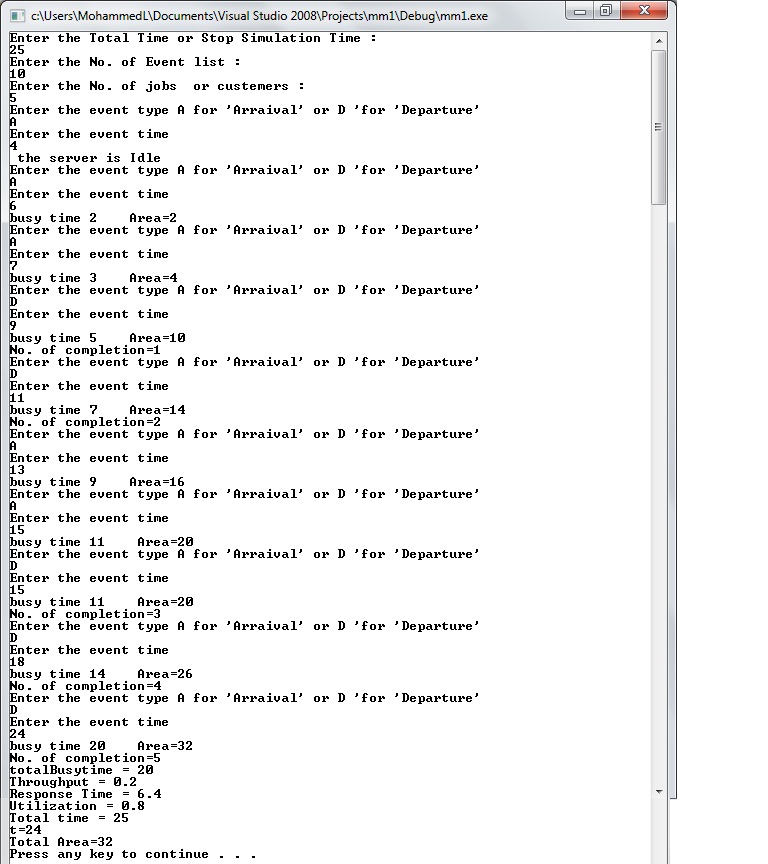 c:\Users\MohammedL\Documents\Visual Studio 2008\Projects\mm1\Debug\mm1.exe
Enter the Total Time or Stop Simulation Time :
25
Enter the No. of Event list :
10
Enter the No. of jobs  or custemers :
5
Enter the event type A for 'Arraival' or D 'for 'Departure'
A
Enter the event time
4
 the server is Idle
Enter the event type A for 'Arraival' or D 'for 'Departure'
A
Enter the event time
6
busy time 2    Area=2
Enter the event type A for 'Arraival' or D 'for 'Departure'
A
Enter the event time
7
busy time 3    Area=4
Enter the event type A for 'Arraival' or D 'for 'Departure'
D
Enter the event time
9
busy time 5    Area=10
No. of completion=1
Enter the event type A for 'Arraival' or D 'for 'Departure'
D
Enter the event time
11
busy time 7    Area=14
No. of completion=2
Enter the event type A for 'Arraival' or D 'for 'Departure'
A
Enter the event time
13
busy time 9    Area=16
Enter the event type A for 'Arraival' or D 'for 'Departure'
A
Enter the event time
15
busy time 11    Area=20
Enter the event type A for 'Arraival' or D 'for 'Departure'
D
Enter the event time
15
busy time 11    Area=20
No. of completion=3
Enter the event type A for 'Arraival' or D 'for 'Departure'
D
Enter the event time
18
busy time 14    Area=26
No. of completion=4
Enter the event type A for 'Arraival' or D 'for 'Departure'
D
Enter the event time
24
busy time 20    Area=32
No. of completion=5
totalBusytime = 20
Throughput = 0.2
Response Time = 6.4
Utilization = 0.8
Total time = 25
t=24
Total Area=32
Press any key to continue . . .